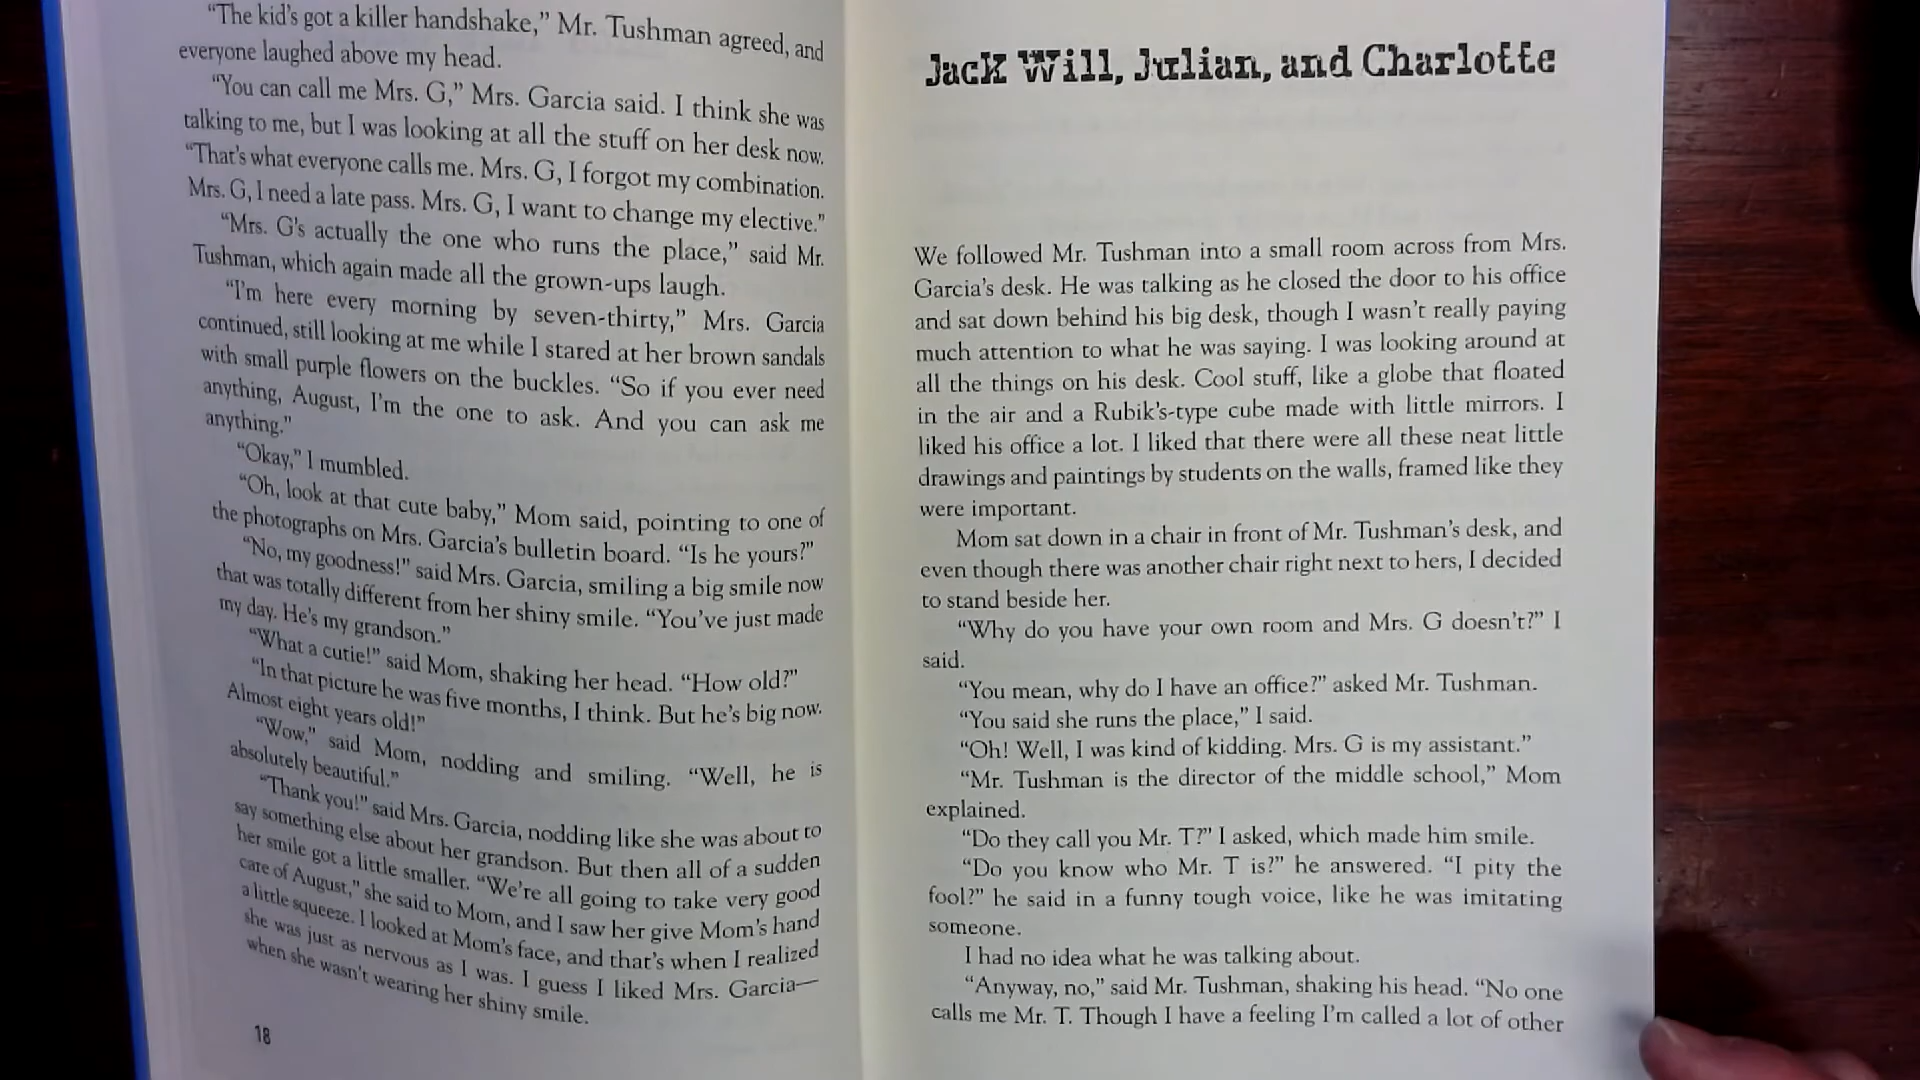 “The kid’s got a killer handshake,” Mr. Tushman agreed, and
everyone laughed above my head.
“You can call me Mrs. G,” Mrs. Garcia said. I think she was
talking to me, but I was looking at all the stuff on her desk now.
“That’s what everyone calls me. Mrs. G, I forgot my combination.
Mrs. G, I need a late pass. Mrs. G, I want to change my elective.”
“Mrs. G’s actually the one who runs the place,” said Mr.
Tushman, which again made all the grown-ups laugh.
“I’m here every morning by seven-thirty,” Mrs. Garcia
continued, still looking at me while I stared at her brown sandals
with small purple flowers on the buckles. “So if you ever need
anything, August, I’m the one to ask. And you can ask me
anything.”
“Okay,” I mumbled.
“Oh, look at that cute baby,” Mom said, pointing to one of
the photographs on Mrs. Garcia’s bulletin board. “Is he yours?”
“No, my goodness!” said Mrs. Garcia, smiling a big smile now
that was totally different from her shiny smile. “You’ve just made
my day. He’s my grandson.”
“What a cutie!” said Mom, shaking her head. “How old?”
“In that picture he was five months, I think. But he’s big now.
Almost eight years old!”
“Wow,” said Mom, nodding and smiling. “Well, he is
absolutely beautiful.”
“Thank you!” said Mrs. Garcia, nodding like she was about to
say something else about her grandson. But then all of a sudden
her smile got a little smaller. “We’re all going to take very good
care of August,” she said to Mom, and I saw her give Mom’s hand
a little squeeze. I looked at Mom’s face, and that’s when I realized
she was just as nervous as I was. I guess I liked Mrs. Garcia—
when she wasn’t wearing her shiny smile.
18
Jack Will, Julian, and Charlotte
We followed Mr. Tushman into a small room across from Mrs.
Garcia’s desk. He was talking as he closed the door to his office
and sat down behind his big desk, though I wasn’t really paying
much attention to what he was saying. I was looking around at
all the things on his desk. Cool stuff, like a globe that floated
in the air and a Rubik’s-type cube made with little mirrors. I
liked his office a lot. I liked that there were all these neat little
drawings and paintings by students on the walls, framed like they
were important.
Mom sat down in a chair in front of Mr. Tushman’s desk, and
even though there was another chair right next to hers, I decided
to stand beside her.
“Why do you have your own room and Mrs. G doesn’t?” I
said.
“You mean, why do I have an office?” asked Mr. Tushman.
“You said she runs the place,” I said.
“Oh! Well, I was kind of kidding. Mrs. G is my assistant.”
“Mr. Tushman is the director of the middle school,” Mom
explained.
“Do they call you Mr. T?” I asked, which made him smile.
“Do you know who Mr. T is?” he answered. “I pity the
fool?” he said in a funny tough voice, like he was imitating
someone.
I had no idea what he was talking about.
“Anyway, no,” said Mr. Tushman, shaking his head. “No one
calls me Mr. T. Though I have a feeling I’m called a lot of other